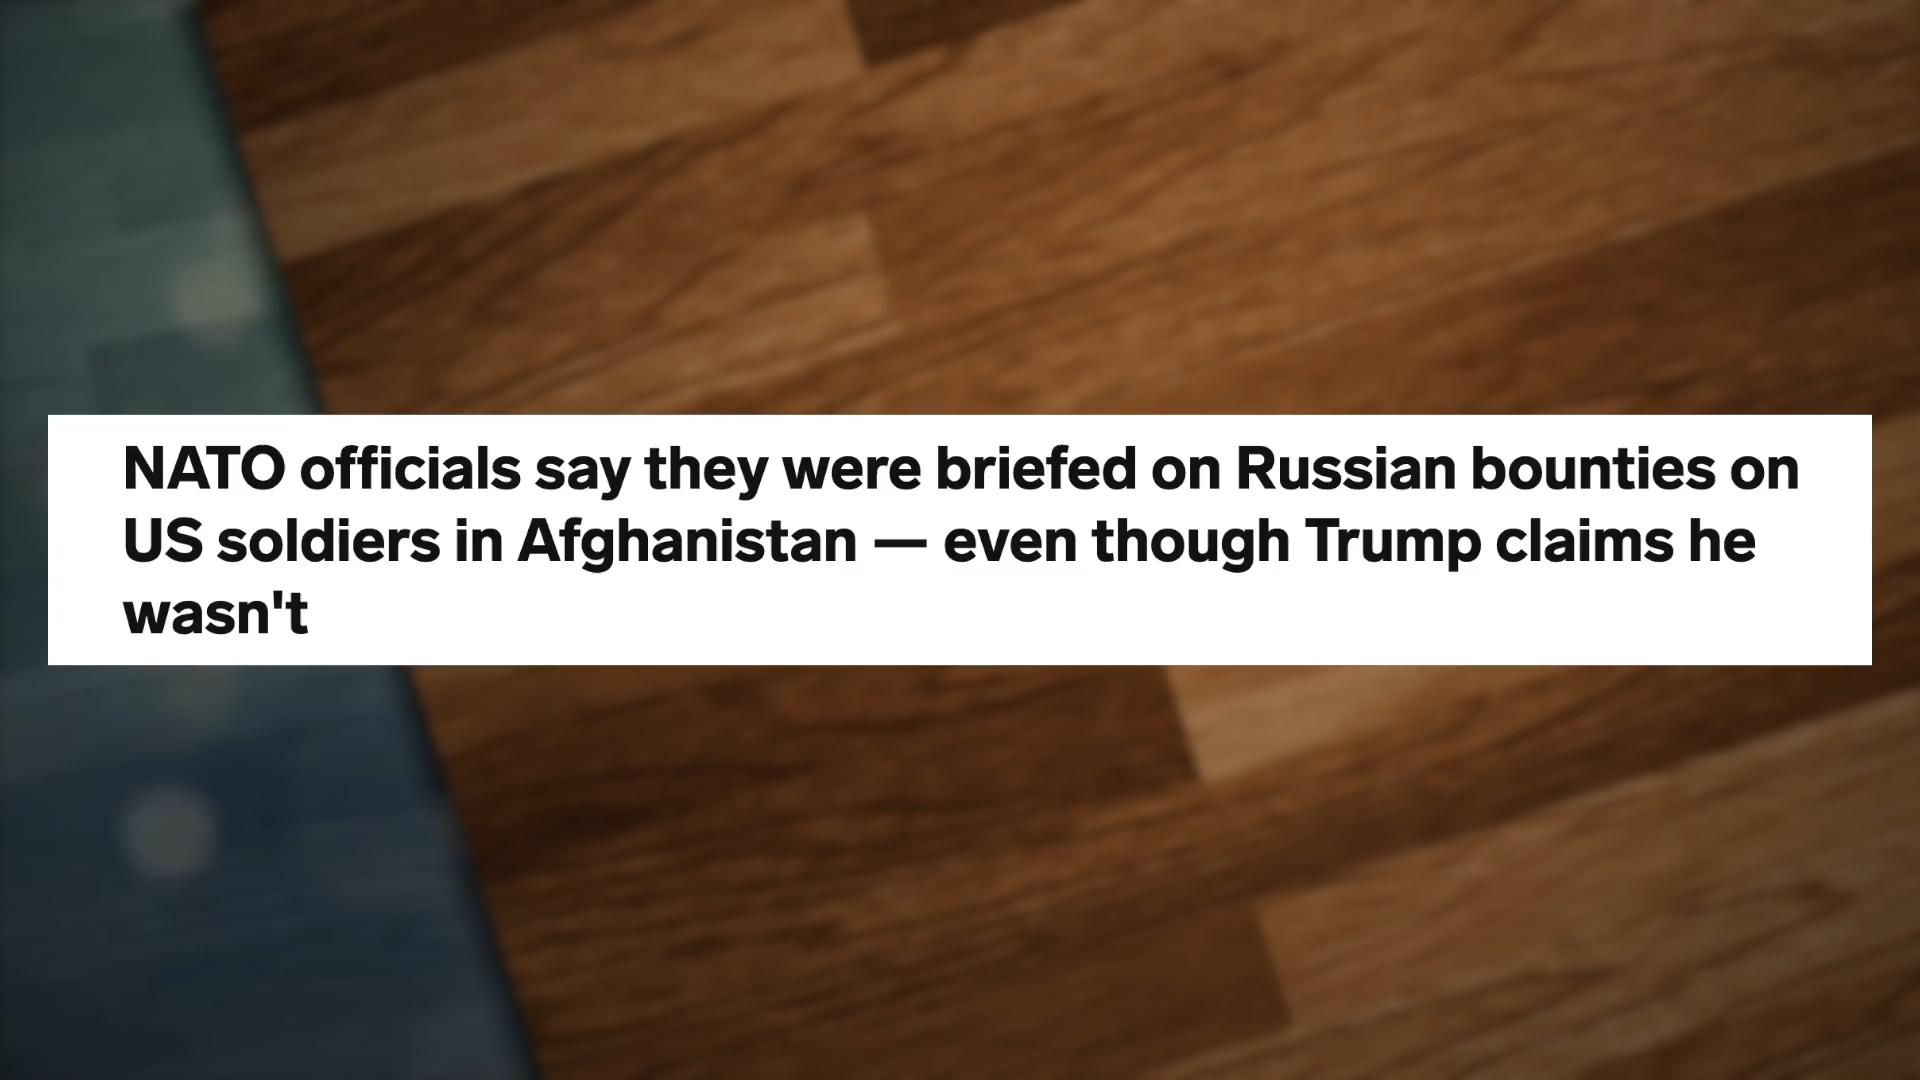 NATO officials say they were briefed on Russian bounties on
US soldiers in Afghanistan — even though Trump claims he
wasn't